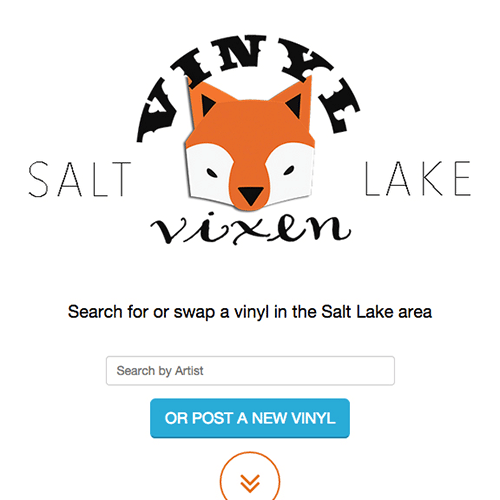 VINYL
SALT LAKE
vixen
Search for or swap a vinyl in the Salt Lake area
Search by Artist
OR POST A NEW VINYL